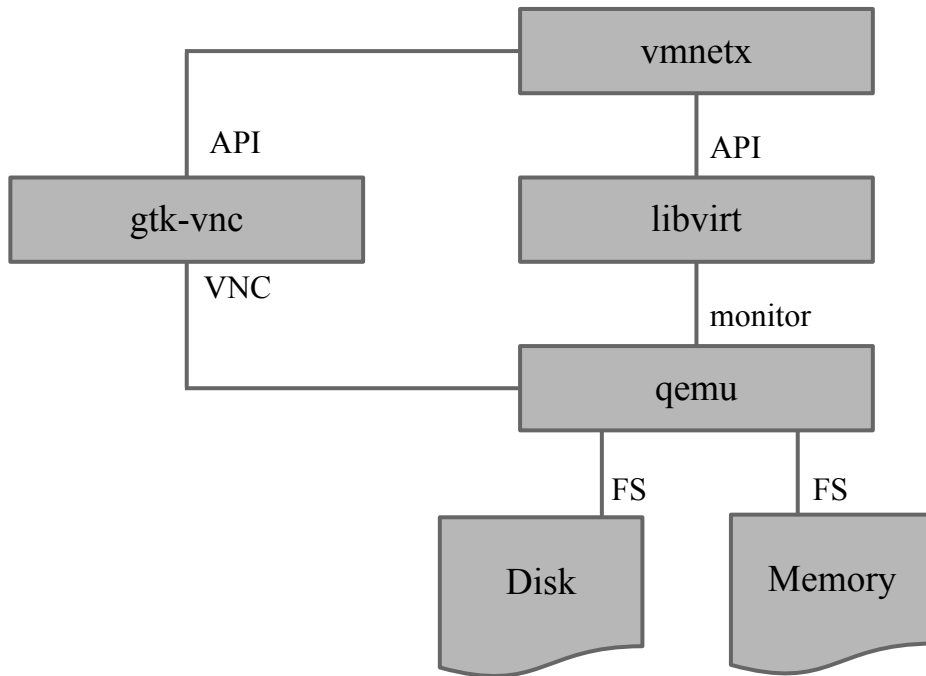 vmnetx
API
API
gtk-vnc
libvirt
VNC
monitor
qemu
FS
FS
Disk
Memory